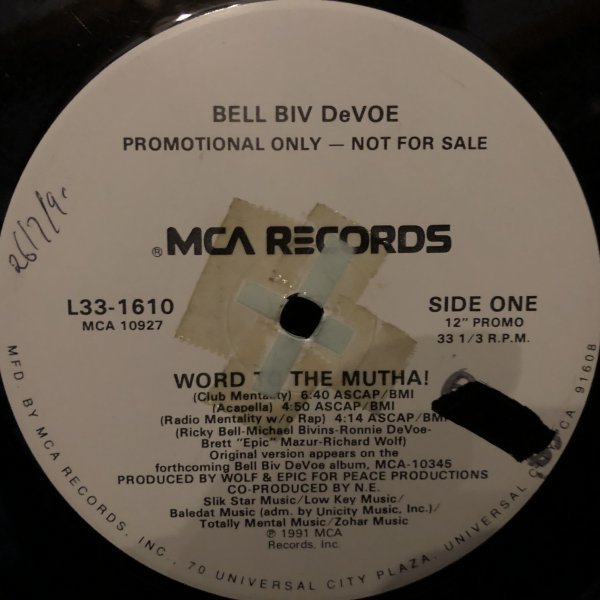 BELL BIV DeVOE
PROMOTIONAL ONLY — NOT FOR SALE
26/7/9
® MCA RECORDS
L33-1610
MCA 10927
SIDE ONE
12" PROMO
33 1/3 R.P.M.
WORD TO THE MUTHA!
(Club Mentality) 6:40 ASCAP/BMI
(Acapella) 4:50 ASCAP/BMI
(Radio Mentality w/o Rap) 4:14 ASCAP/BMI
(Ricky Bell-Michael Bivins-Ronnie DeVoe-
Brett "Epic" Mazur-Richard Wolf)
Original version appears on the
forthcoming Bell Biv DeVoe album, MCA-10345
PRODUCED BY WOLF & EPIC FOR PEACE PRODUCTIONS
CO-PRODUCED BY N.E.
Slik Star Music/Low Key Music/
Baledat Music (adm. by Unicity Music, Inc.)/
Totally Mental Music/Zohar Music
℗ 1991 MCA
Records, Inc.
MFD. BY MCA RECORDS, INC., 70 UNIVERSAL CITY PLAZA, UNIVERSAL CA 91608